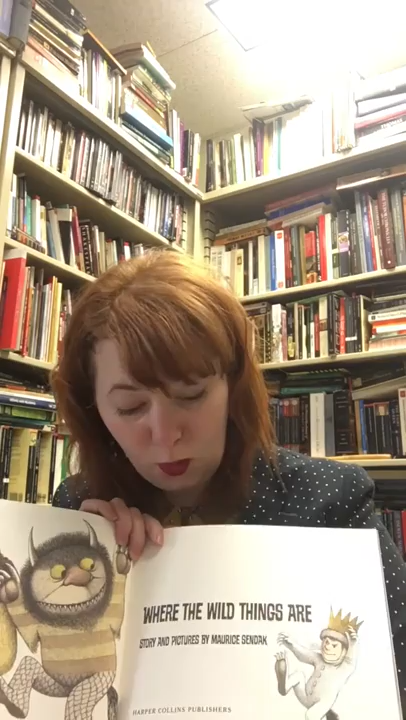 WHERE THE WILD THINGS ARE
STORY AND PICTURES BY MAURICE SENDAK
HARPER COLLINS PUBLISHERS